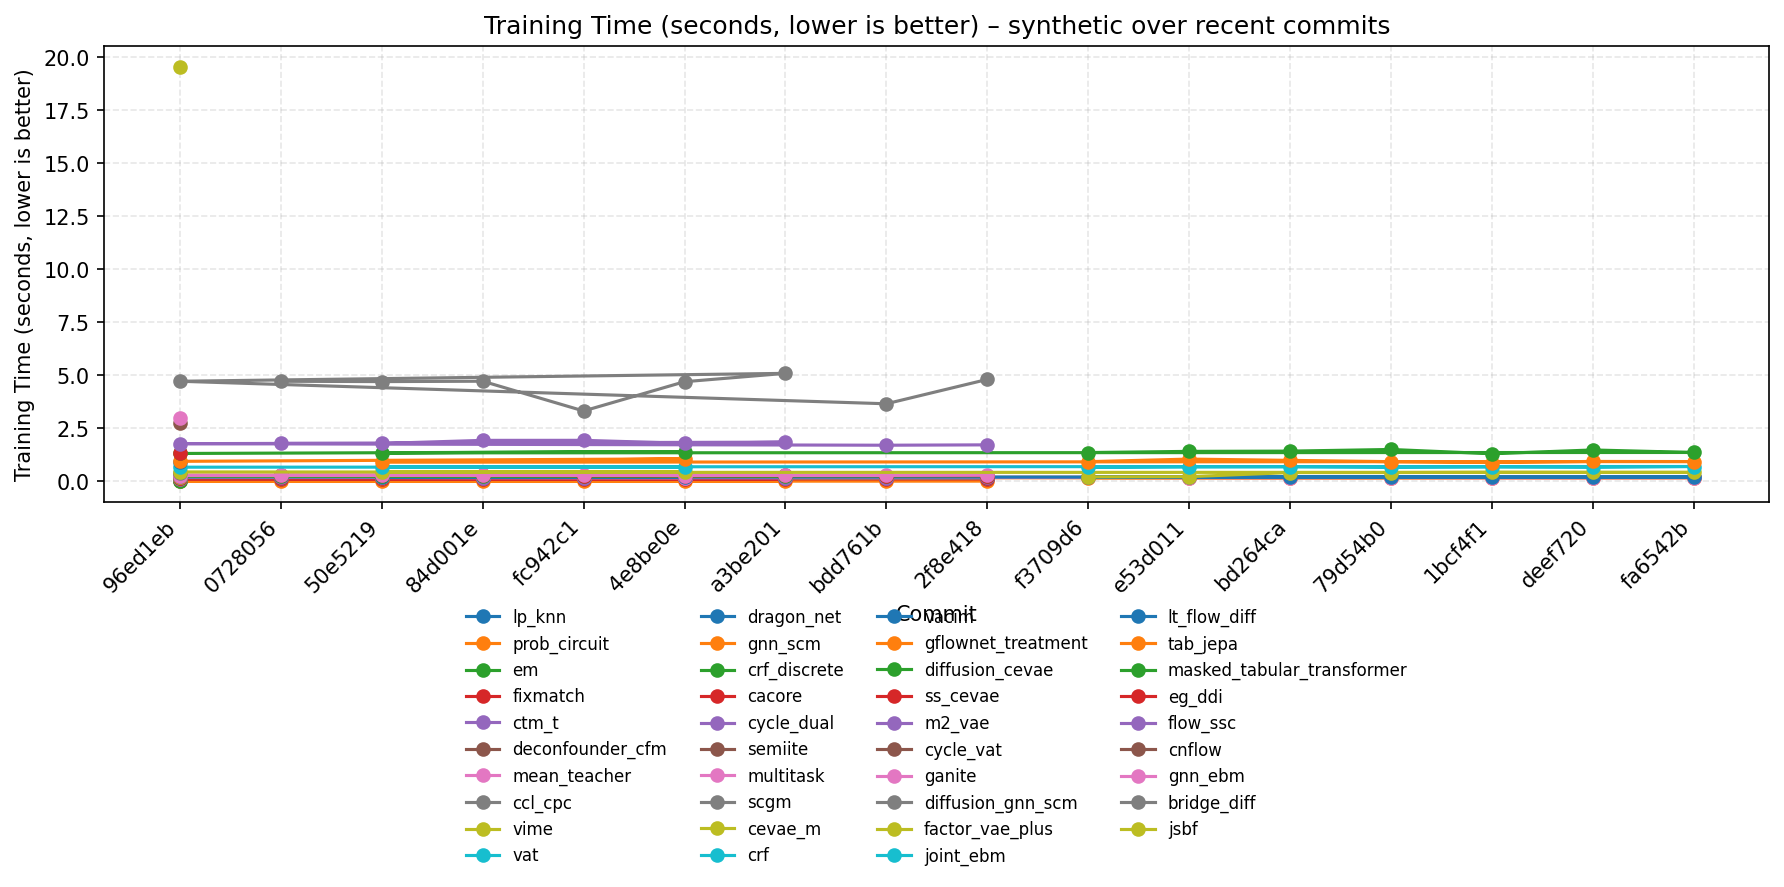 Training Time (seconds, lower is better) – synthetic over recent commits
Training Time (seconds, lower is better)
20.0
17.5
15.0
12.5
10.0
7.5
5.0
2.5
0.0
96ed1eb
0728056
50e5219
84d001e
fc942c1
4e8be0e
a3be201
bdd761b
2f8e418
f3709d6
e53d011
bd264ca
79d54b0
1bcf4f1
deef720
fa6542b
Commit
lp_knn
prob_circuit
em
fixmatch
ctm_t
deconfounder_cfm
mean_teacher
ccl_cpc
vime
vat
dragon_net
gnn_scm
crf_discrete
cacore
cycle_dual
semiite
multitask
scgm
cevae_m
crf
vacim
gflownet_treatment
diffusion_cevae
ss_cevae
m2_vae
cycle_vat
ganite
diffusion_gnn_scm
factor_vae_plus
joint_ebm
lt_flow_diff
tab_jepa
masked_tabular_transformer
eg_ddi
flow_ssc
cnflow
gnn_ebm
bridge_diff
jsbf